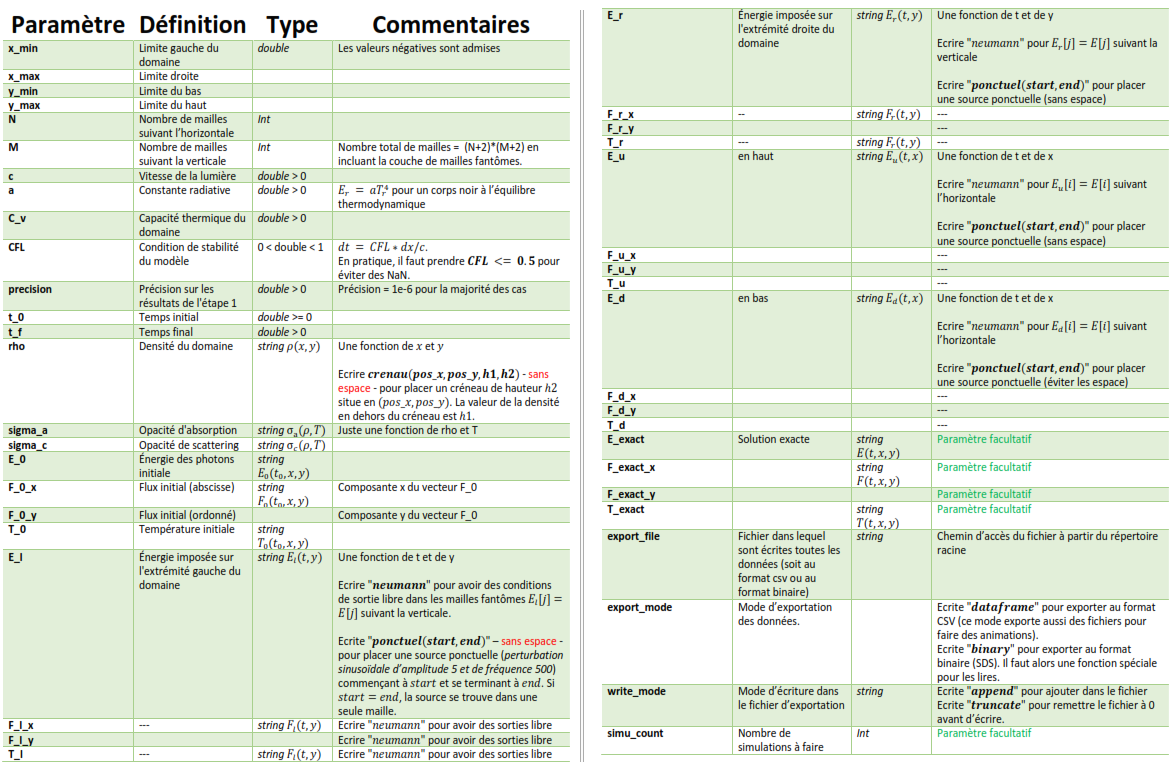 Paramètre Définition Type Commentaires
x_min Limite gauche du domaine double Les valeurs négatives sont admises
x_max Limite droite
y_min Limite du bas
y_max Limite du haut
N Nombre de mailles suivant l'horizontale Int
M Nombre de mailles suivant la verticale Int Nombre total de mailles = (N+2)*(M+2) en incluant la couche de mailles fantômes.
c Vitesse de la lumière double > 0
a Constante radiative double > 0 E_r = aT_r^4 pour un corps noir à l'équilibre thermodynamique
C_v Capacité thermique du domaine double > 0
CFL Condition de stabilité du modèle 0 < double < 1 dt = CFL * dx/c.
En pratique, il faut prendre CFL <= 0.5 pour éviter des NaN.
precision Précision sur les résultats de l'étape 1 double > 0 Précision = 1e-6 pour la majorité des cas
t_0 Temps initial double >= 0
t_f Temps final double > 0
rho Densité du domaine string ρ(x, y) Une fonction de x et y
Ecrire crenau(pos_x, pos_y, h1, h2) - sans
espace - pour placer un créneau de hauteur h2
situe en (pos_x, pos_y). La valeur de la densité
en dehors du créneau est h1.
sigma_a Opacité d'absorption string σ_a(ρ, T) Juste une fonction de rho et T
sigma_c Opacité de scattering string σ_c(ρ, T)
E_0 Énergie des photons initiale string E_0(t_0, x, y)
F_0_x Flux initial (abscisse) string F_0(t_0, x, y) Composante x du vecteur F_0
F_0_y Flux initial (ordonné) Composante y du vecteur F_0
T_0 Température initiale string T_0(t_0, x, y)
E_l Énergie imposée sur l'extrémité gauche du domaine string E_l(t, y) Une fonction de t et de y
Ecrire "neumann" pour avoir des conditions
de sortie libre dans les mailles fantômes E_l[j] =
E[j] suivant la verticale.
Ecrite "ponctuel(start, end)" – sans espace -
pour placer une source ponctuelle (perturbation
sinusoïdale d'amplitude 5 et de fréquence 500)
commençant à start et se terminant à end. Si
start = end, la source se trouve dans une
seule maille.
F_l_x --- string F_l(t, y) Ecrire "neumann" pour avoir des sorties libre
F_l_y Ecrire "neumann" pour avoir des sorties libre
T_l --- string F_l(t, y) Ecrire "neumann" pour avoir des sorties libre
E_r Énergie imposée sur l'extrémité droite du domaine string E_r(t, y) Une fonction de t et de y
Ecrire "neumann" pour E_r[j] = E[j] suivant la
verticale
Ecrire "ponctuel(start, end)" pour placer
une source ponctuelle (sans espace)
F_r_x -- string F_r(t, y) ---
F_r_y ---
T_r --- string F_r(t, y) ---
E_u en haut string E_u(t, x) Une fonction de t et de x
Ecrire "neumann" pour E_u[i] = E[i] suivant
l'horizontale
Ecrire "ponctuel(start, end)" pour placer
une source ponctuelle (sans espace)
F_u_x ---
F_u_y ---
T_u ---
E_d en bas string E_d(t, x) Une fonction de t et de x
Ecrire "neumann" pour E_d[i] = E[i] suivant
l'horizontale
Ecrire "ponctuel(start, end)" pour placer
une source ponctuelle (éviter les espace)
F_d_x ---
F_d_y ---
T_d ---
E_exact Solution exacte string E(t, x, y) Paramètre facultatif
F_exact_x string F(t, x, y) Paramètre facultatif
F_exact_y Paramètre facultatif
T_exact string T(t, x, y) Paramètre facultatif
export_file Fichier dans lequel sont écrites toutes les données (soit au format csv ou au format binaire) string Chemin d'accès du fichier à partir du répertoire racine
export_mode Mode d'exportation des données. Ecrite "dataframe" pour exporter au format
CSV (ce mode exporte aussi des fichiers pour
faire des animations).
Ecrite "binary" pour exporter au format
binaire (SDS). Il faut alors une fonction spéciale
pour les lires.
write_mode Mode d'écriture dans le fichier d'exportation string Ecrite "append" pour ajouter dans le fichier
Ecrite "truncate" pour remettre le fichier à 0
avant d'écrire.
simu_count Nombre de simulations à faire Int Paramètre facultatif